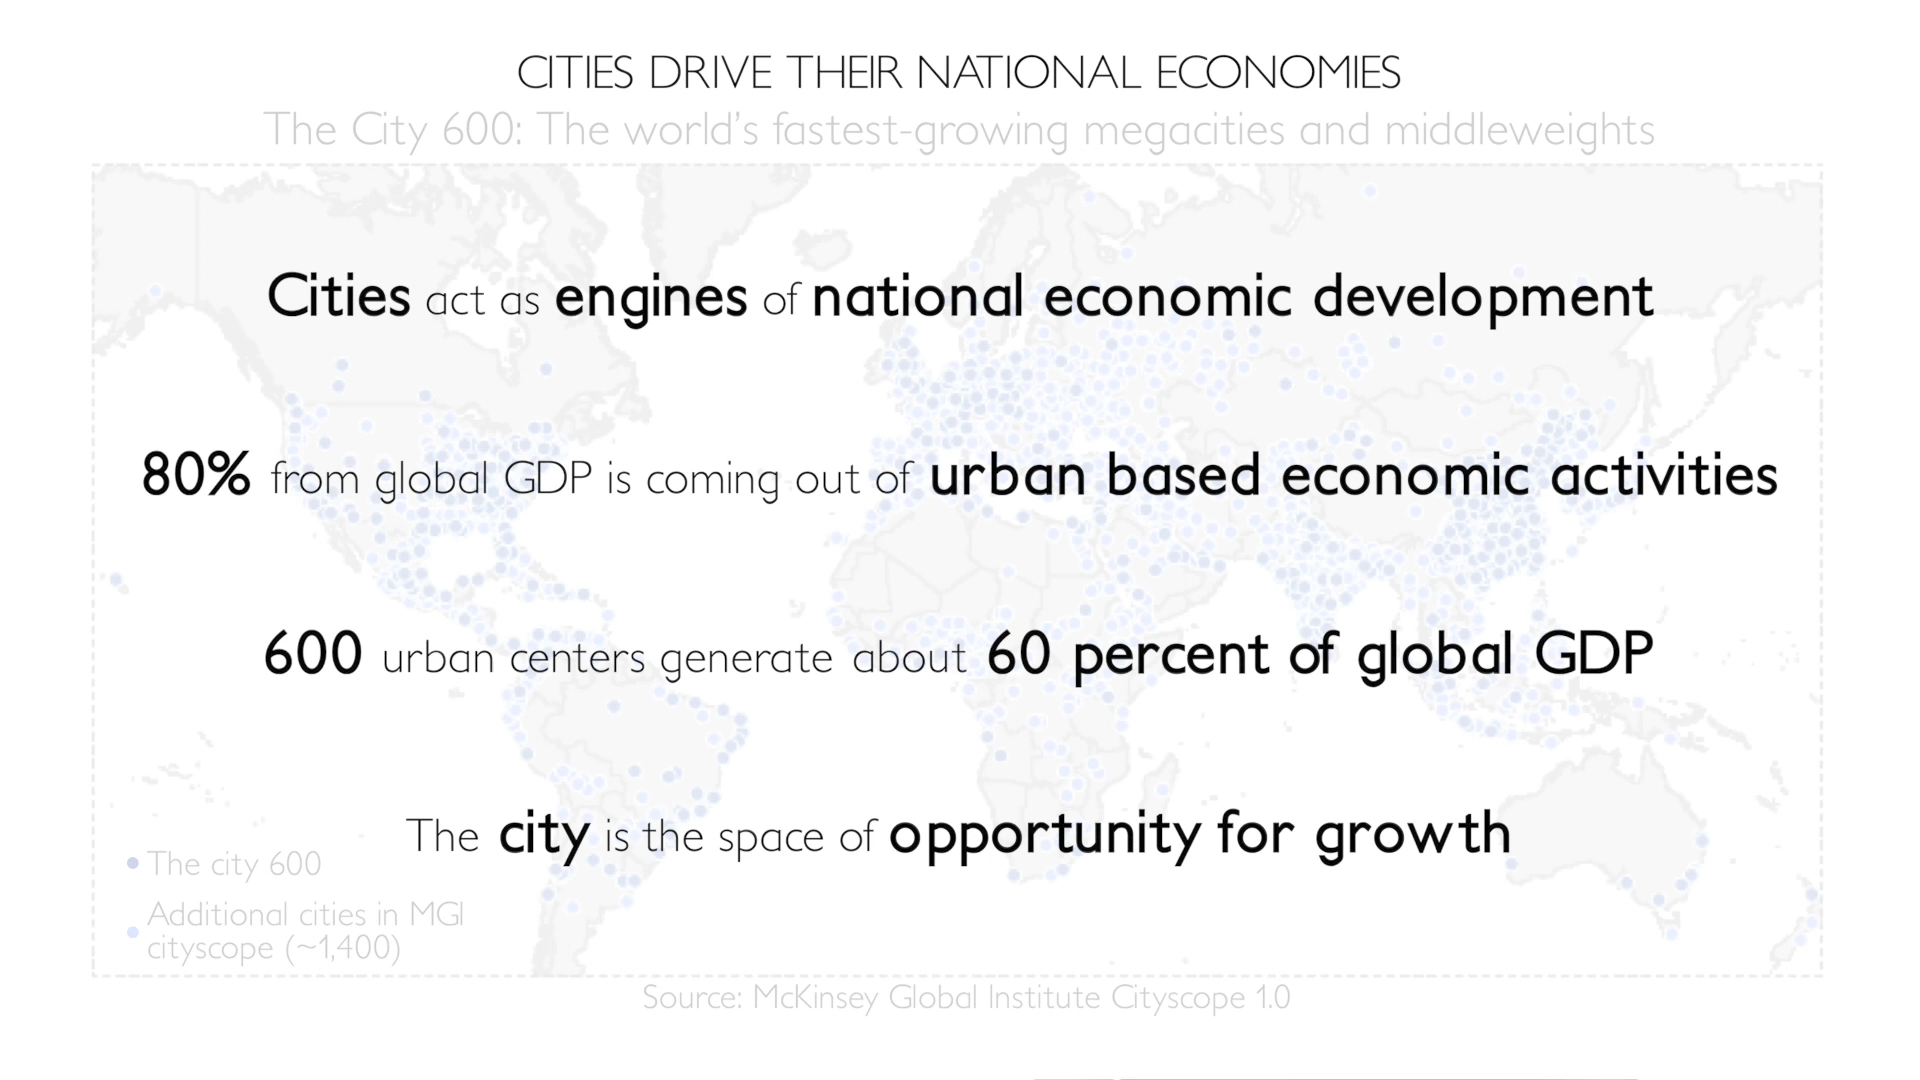 CITIES DRIVE THEIR NATIONAL ECONOMIES
The City 600: The world's fastest-growing megacities and middleweights
Cities act as engines of national economic development
80% from global GDP is coming out of urban based economic activities
600 urban centers generate about 60 percent of global GDP
The city is the space of opportunity for growth
The city 600
Additional cities in MGI
cityscope (~1,400)
Source: McKinsey Global Institute Cityscope 1.0